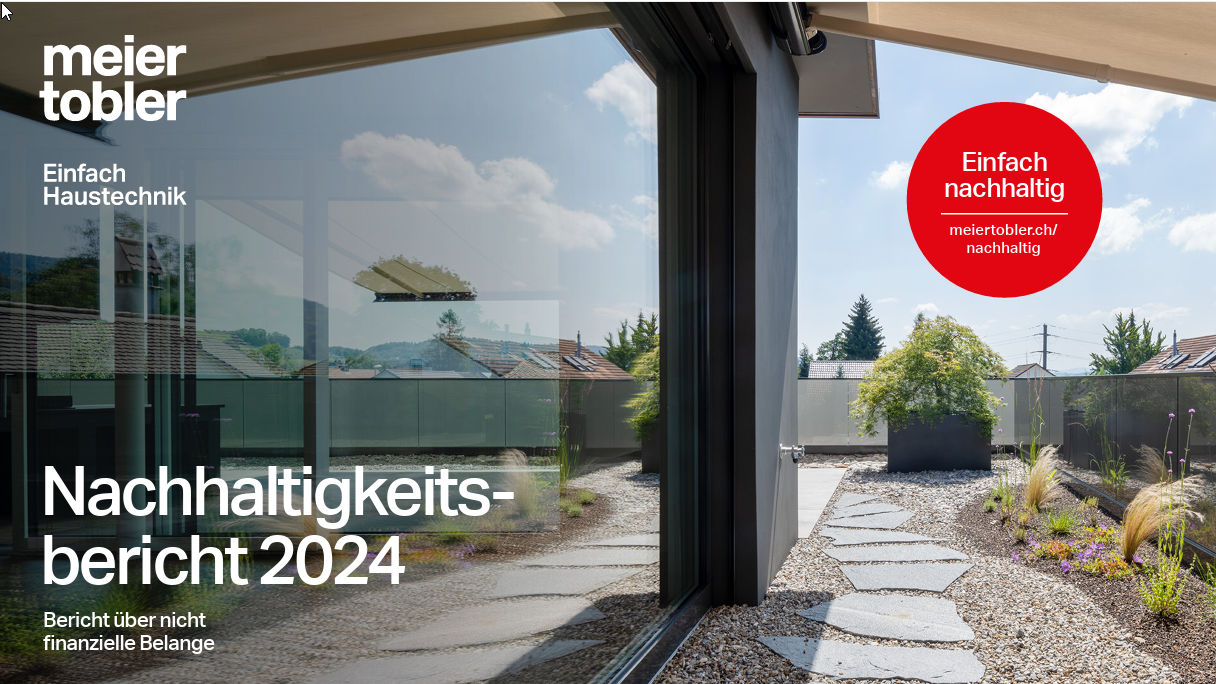 meier
tobler
Einfach
Haustechnik
Einfach
nachhaltig
meiertobler.ch/
nachhaltig
Nachhaltigkeits-
bericht 2024
Bericht über nicht
finanzielle Belange